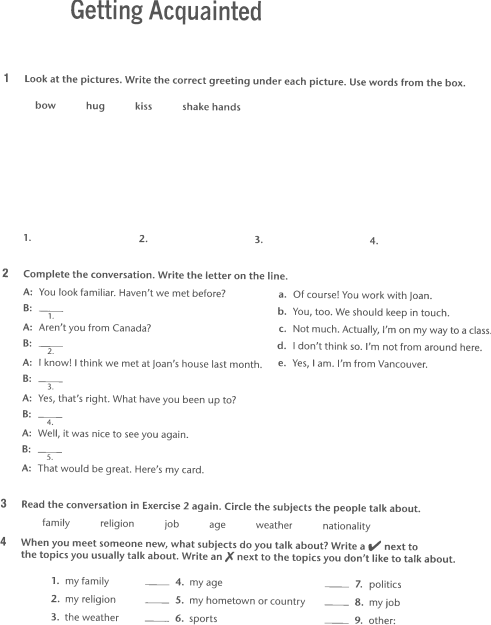 Getting Acquainted
1 Look at the pictures. Write the correct greeting under each picture. Use words from the box.
bow hug kiss shake hands
1. 2. 3. 4.
2 Complete the conversation. Write the letter on the line.
A: You look familiar. Haven't we met before?
B: ____
1.
A: Aren't you from Canada?
B: ____
2.
A: I know! I think we met at Joan's house last month.
B: ____
3.
A: Yes, that's right. What have you been up to?
B: ____
4.
A: Well, it was nice to see you again.
B: ____
5.
A: That would be great. Here's my card.
a. Of course! You work with Joan.
b. You, too. We should keep in touch.
c. Not much. Actually, I'm on my way to a class.
d. I don't think so. I'm not from around here.
e. Yes, I am. I'm from Vancouver.
3 Read the conversation in Exercise 2 again. Circle the subjects the people talk about.
family religion job age weather nationality
4 When you meet someone new, what subjects do you talk about? Write a ✔ next to
the topics you usually talk about. Write an ✗ next to the topics you don't like to talk about.
1. my family ____ 4. my age ____ 7. politics
2. my religion ____ 5. my hometown or country ____ 8. my job
3. the weather ____ 6. sports ____ 9. other: